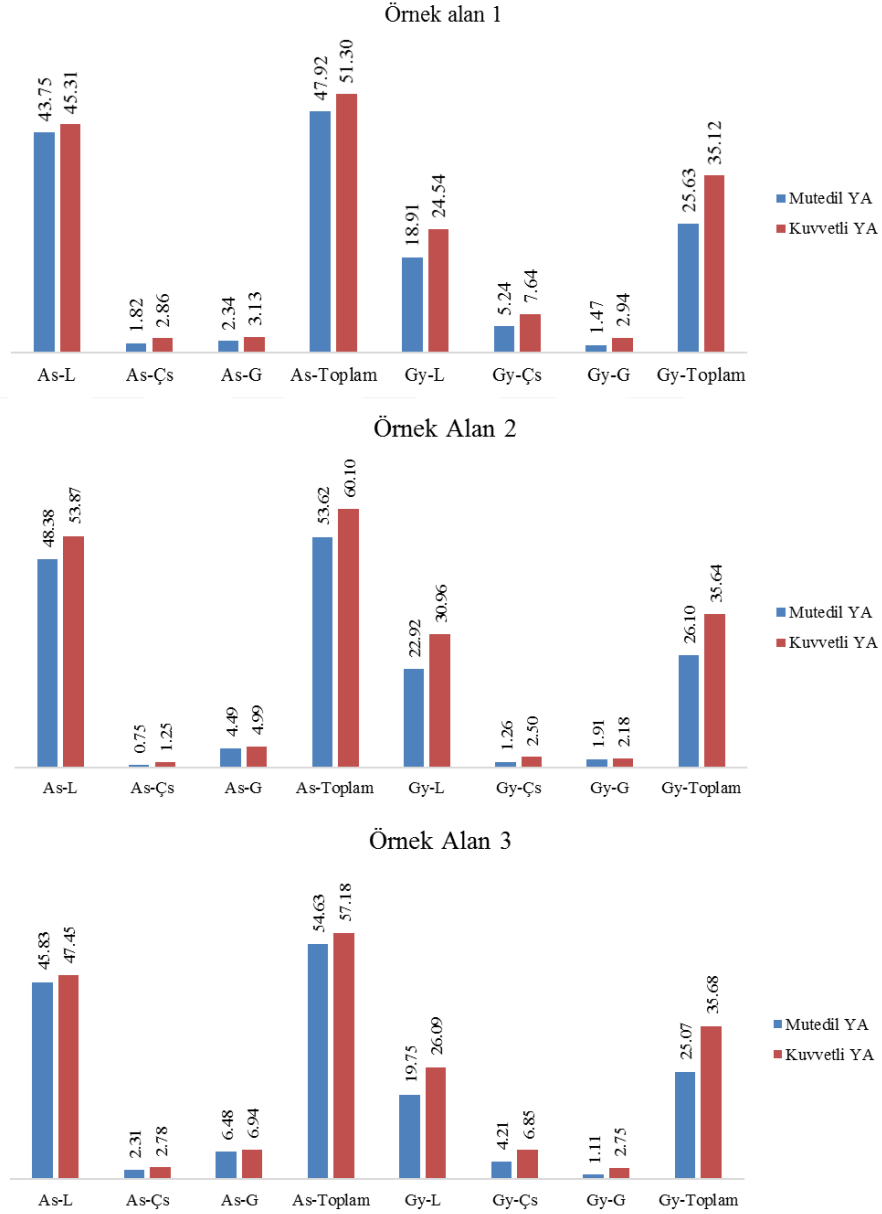 Örnek alan 1
43.75 45.31 1.82 2.86 2.34 3.13 47.92 51.30 18.91 24.54 5.24 7.64 1.47 2.94 25.63 35.12
Mutedil YA
Kuvvetli YA
As-L As-Çs As-G As-Toplam Gy-L Gy-Çs Gy-G Gy-Toplam
Örnek Alan 2
48.38 53.87 0.75 1.25 4.49 4.99 53.62 60.10 22.92 30.96 1.26 2.50 1.91 2.18 26.10 35.64
Mutedil YA
Kuvvetli YA
As-L As-Çs As-G As-Toplam Gy-L Gy-Çs Gy-G Gy-Toplam
Örnek Alan 3
45.83 47.45 2.31 2.78 6.48 6.94 54.63 57.18 19.75 26.09 4.21 6.85 1.11 2.75 25.07 35.68
Mutedil YA
Kuvvetli YA
As-L As-Çs As-G As-Toplam Gy-L Gy-Çs Gy-G Gy-Toplam